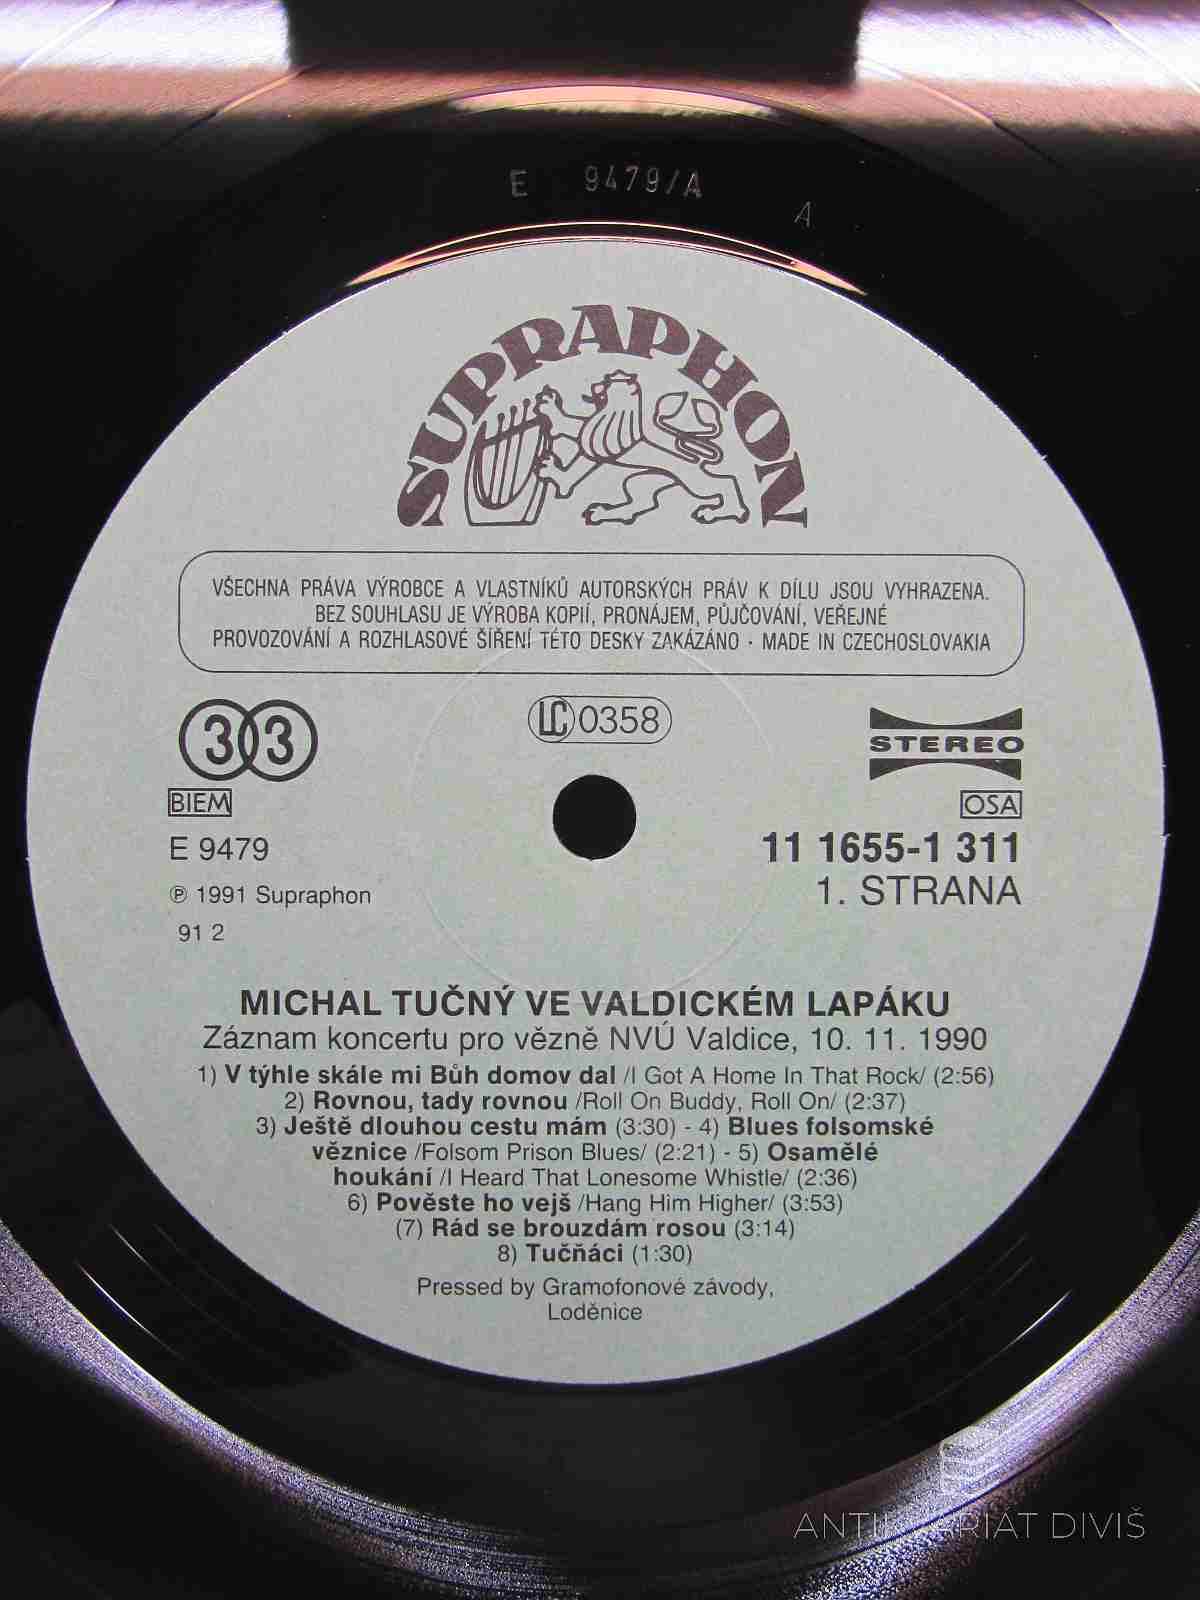 E 9479/A
A
SUPRAPHON
VŠECHNA PRÁVA VÝROBCE A VLASTNÍKŮ AUTORSKÝCH PRÁV K DÍLU JSOU VYHRAZENA.
BEZ SOUHLASU JE VÝROBA KOPIÍ, PRONÁJEM, PŮJČOVÁNÍ, VEŘEJNÉ
PROVOZOVÁNÍ A ROZHLASOVÉ ŠÍŘENÍ TÉTO DESKY ZAKÁZÁNO · MADE IN CZECHOSLOVAKIA
33
LC 0358
STEREO
BIEM
OSA
E 9479
11 1655-1 311
℗ 1991 Supraphon
1. STRANA
91 2
MICHAL TUČNÝ VE VALDICKÉM LAPÁKU
Záznam koncertu pro vězně NVÚ Valdice, 10. 11. 1990
1) V týhle skále mi Bůh domov dal /I Got A Home In That Rock/ (2:56)
2) Rovnou, tady rovnou /Roll On Buddy, Roll On/ (2:37)
3) Ještě dlouhou cestu mám (3:30) - 4) Blues folsomské
věznice /Folsom Prison Blues/ (2:21) - 5) Osamělé
houkání /I Heard That Lonesome Whistle/ (2:36)
6) Pověste ho vejš /Hang Him Higher/ (3:53)
(7) Rád se brouzdám rosou (3:14)
8) Tučňáci (1:30)
Pressed by Gramofonové závody,
Loděnice
ANTIKVARIÁT DIVIŠ